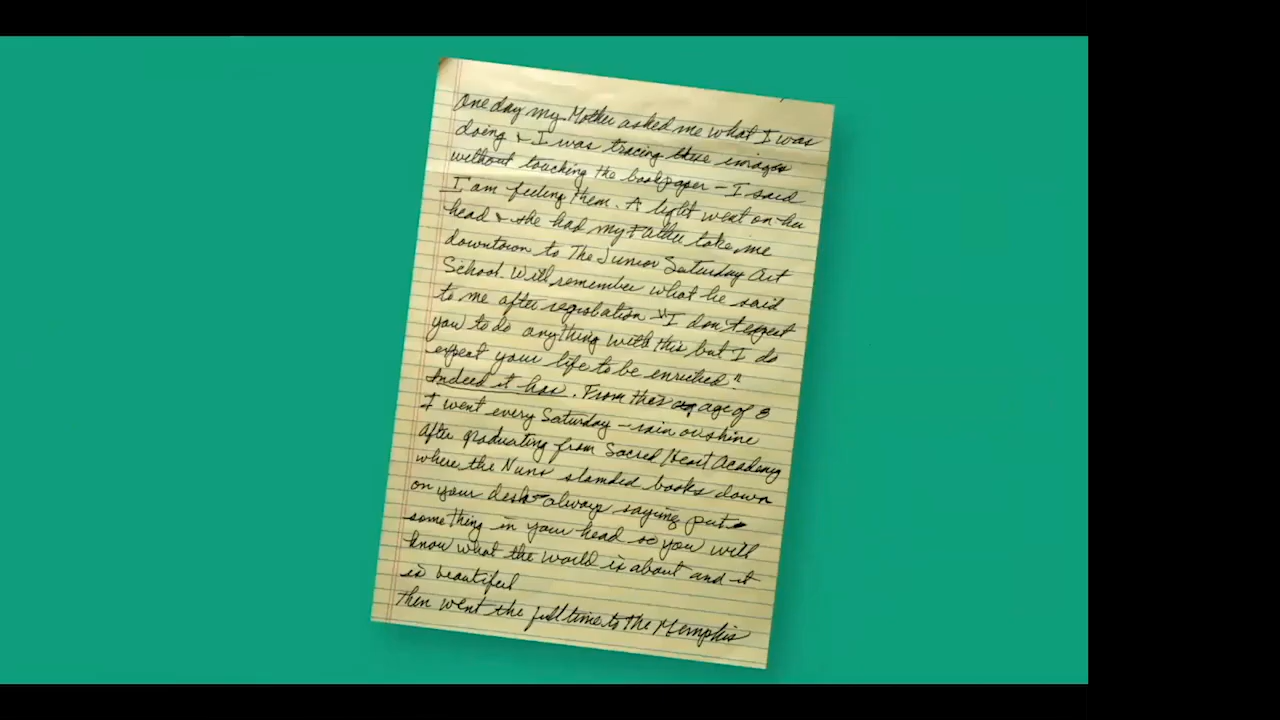 One day my Mother asked me what I was
doing & I was tracing these images
without touching the book paper – I said
I am feeling them. A light went on her
head & she had my Father take me
downtown to The Junior Saturday Art
School. Will remember what he said
to me after registration "I don't expect
you to do anything with this but I do
expect your life to be enriched"
Indeed it has. From the age of 8
I went every Saturday – rain or shine
after graduating from Sacred Heart Academy
where the Nuns slamded books down
on your desk – always saying put
something in your head so you will
know what the world is about and it
is beautiful
then went the full time to the Memphis